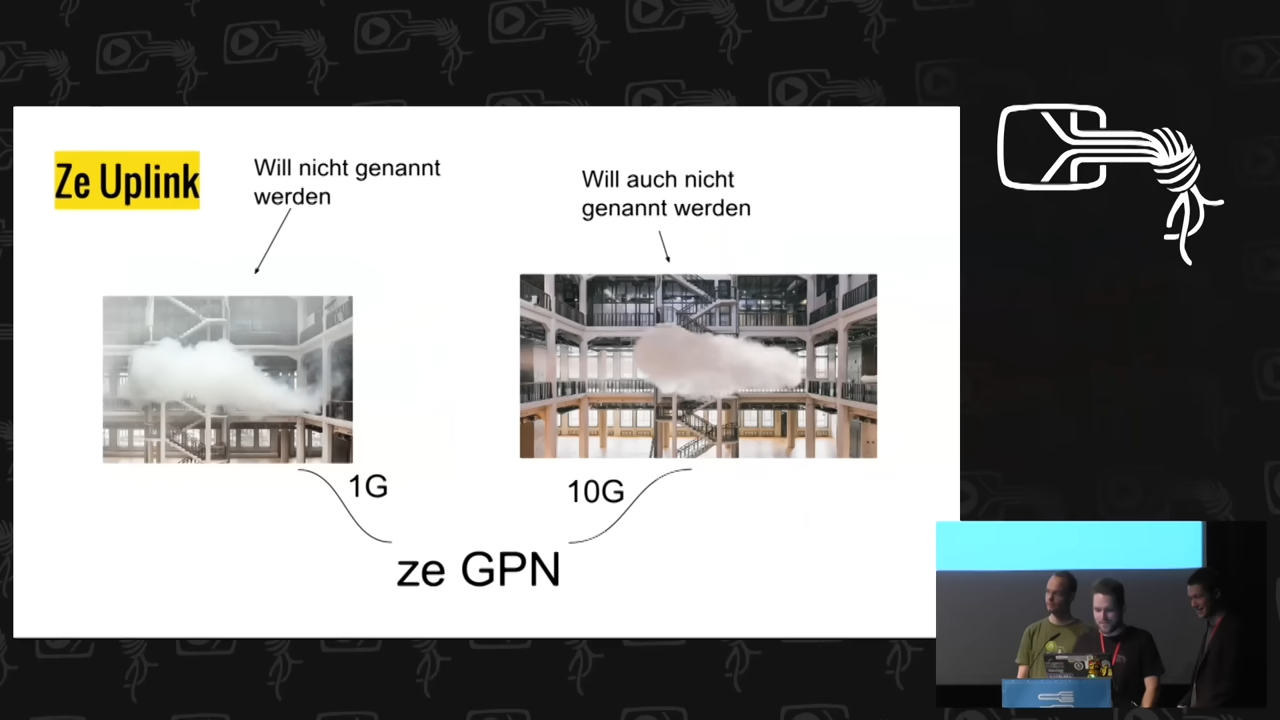 Ze Uplink
Will nicht genannt
werden
Will auch nicht
genannt werden
1G
10G
ze GPN